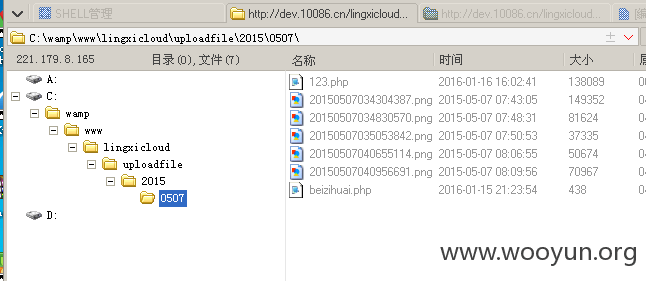 SHELL管理
http://dev.10086.cn/lingxicloud...
http://dev.10086.cn/lingxicloud...
C:\wamp\www\lingxicloud\uploadfile\2015\0507\
221.179.8.165 目录(0),文件(7) 名称 时间 大小
A:
C:
wamp
www
lingxicloud
uploadfile
2015
0507
D:
123.php 2016-01-16 16:02:41 138089
20150507034304387.png 2015-05-07 07:43:05 149352
20150507034830570.png 2015-05-07 07:48:31 81624
20150507035053842.png 2015-05-07 07:50:53 37335
20150507040655114.png 2015-05-07 08:06:55 50674
20150507040956691.png 2015-05-07 08:09:56 70967
beizihuai.php 2016-01-15 21:23:54 438
www.wooyun.org